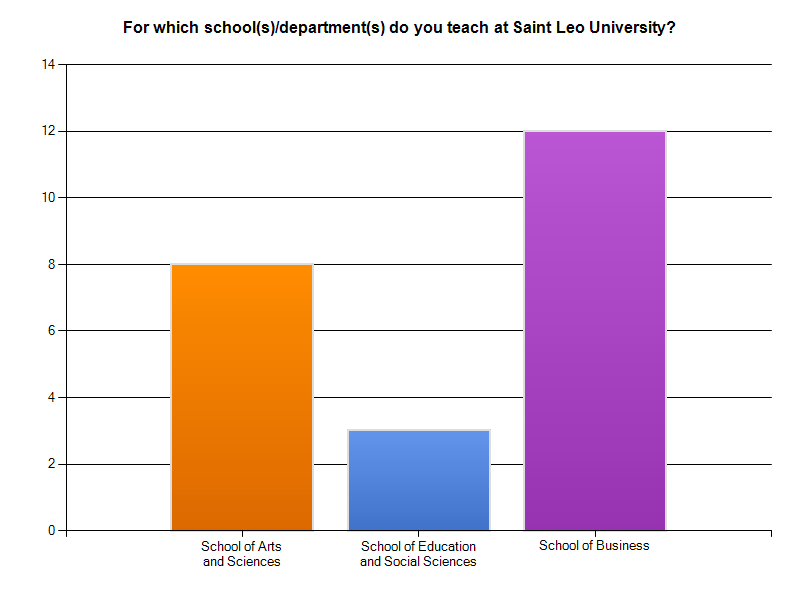 For which school(s)/department(s) do you teach at Saint Leo University?
14
12
10
8
6
4
2
0
School of Arts
and Sciences
School of Education
and Social Sciences
School of Business